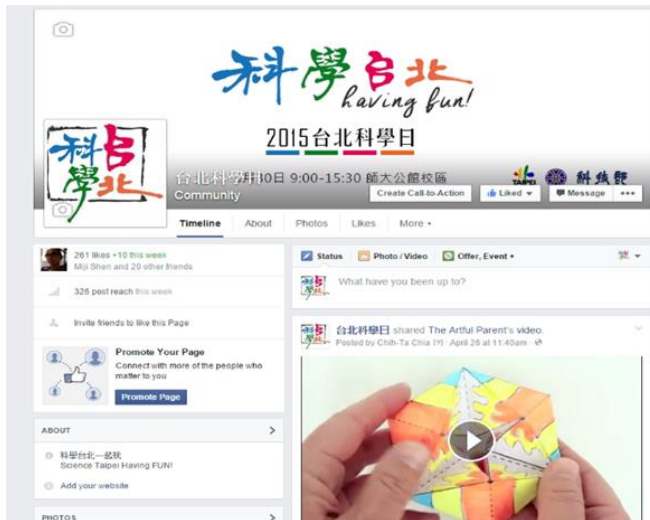 科學台北
having fun!
2015台北科學日
30日 9:00-15:30 師大公館校區
科學台北
台北科學日
Community
TAIPEI
科技部
Create Call-to-Action
Liked
Message
Timeline
About
Photos
Likes
More
261 likes +10 this week
Miji Shen and 20 other friends
326 post reach this week
Invite friends to like this Page
Promote Your Page
Connect with more of the people who
matter to you
Promote Page
ABOUT
科學台北一起玩
Science Taipei Having FUN!
Add your website
PHOTOS
Status
Photo / Video
Offer, Event +
What have you been up to?
台北科學日 shared The Artful Parent's video.
Posted by Chih-Ta Chia [?] · April 26 at 11:40am ·